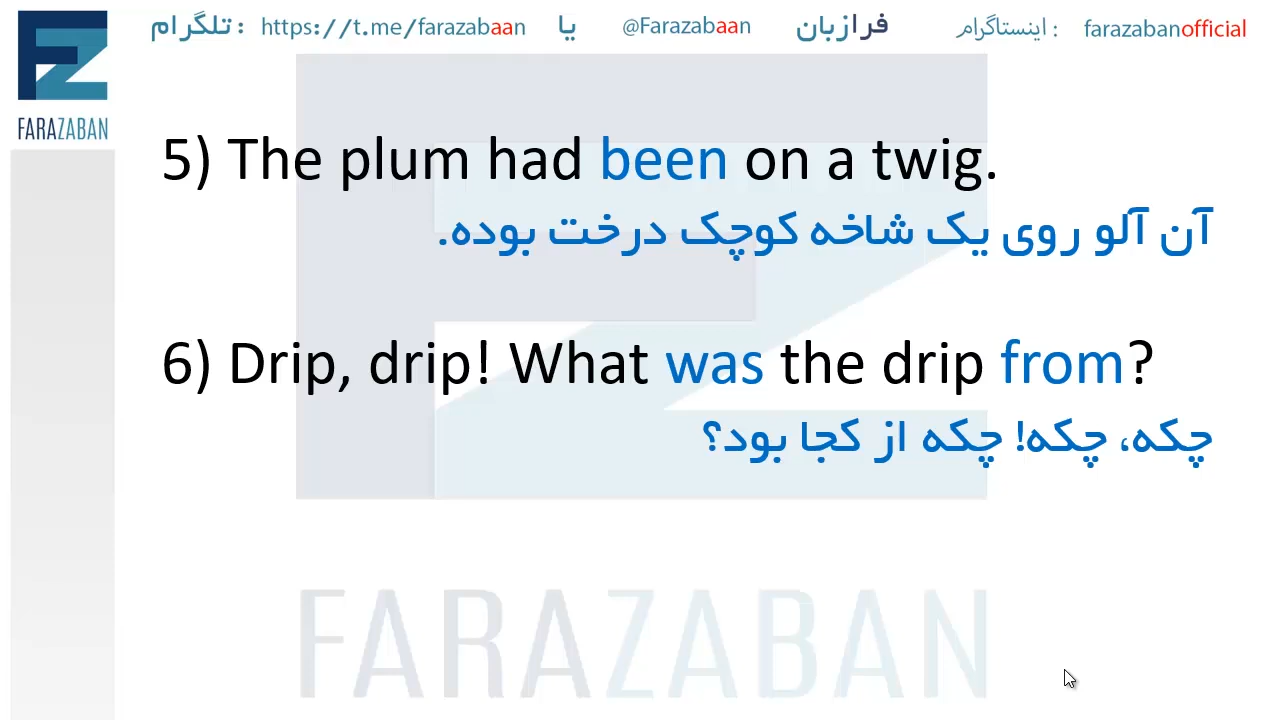 تلگرام : https://t.me/farazabaan یا @Farazabaan فرازبان اینستاگرام : farazabanofficial
FZ
FARAZABAN
5) The plum had been on a twig.
آن آلو روی یک شاخه کوچک درخت بوده.
6) Drip, drip! What was the drip from?
چکه، چکه! چکه از کجا بود؟
FARAZABAN